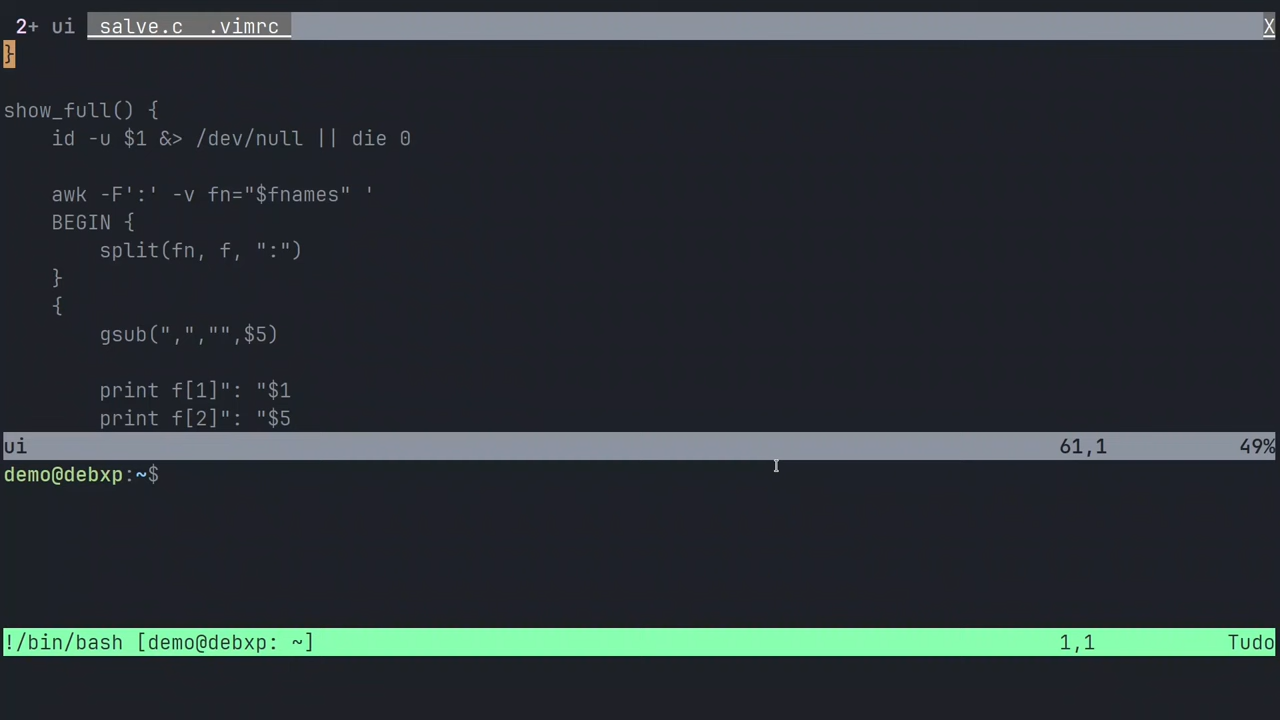 2+ ui  salve.c  .vimrc X
}
show_full() {
    id -u $1 &> /dev/null || die 0
    awk -F':' -v fn="$fnames" '
    BEGIN {
        split(fn, f, ":")
    }
    {
        gsub(",","",$5)
        print f[1]": "$1
        print f[2]": "$5
ui 61,1 49%
demo@debxp:~$
!/bin/bash [demo@debxp: ~] 1,1 Tudo